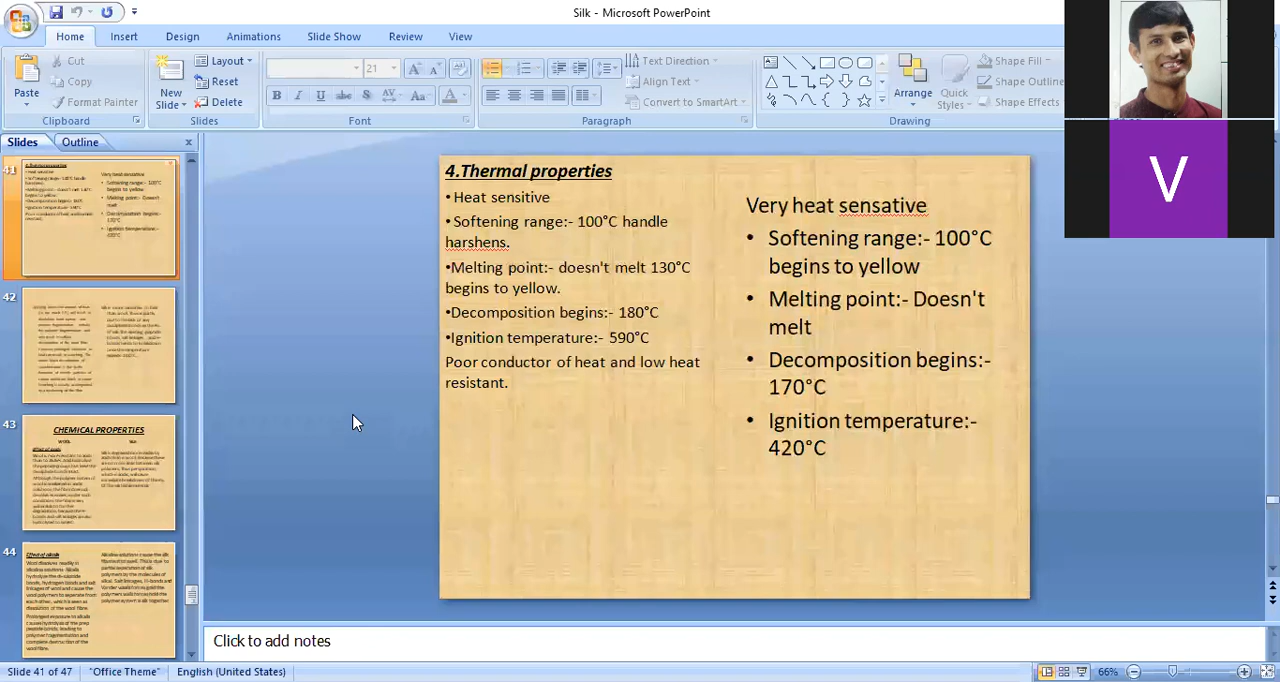 Silk - Microsoft PowerPoint
Home Insert Design Animations Slide Show Review View
Paste
Cut
Copy
Format Painter
Clipboard
New Slide
Layout
Reset
Delete
Slides
21
B I U abc S AV Aa A
Font
Text Direction
Align Text
Convert to SmartArt
Paragraph
Arrange
Quick Styles
Shape Fill
Shape Outline
Shape Effects
Drawing
V
Slides Outline
41
42
43
CHEMICAL PROPERTIES
44
4.Thermal properties
• Heat sensitive
• Softening range:- 100°C handle
harshens.
•Melting point:- doesn't melt 130°C
begins to yellow.
•Decomposition begins:- 180°C
•Ignition temperature:- 590°C
Poor conductor of heat and low heat
resistant.
Very heat sensative
• Softening range:- 100°C
begins to yellow
• Melting point:- Doesn't
melt
• Decomposition begins:-
170°C
• Ignition temperature:-
420°C
Click to add notes
Slide 41 of 47 "Office Theme" English (United States) 66%